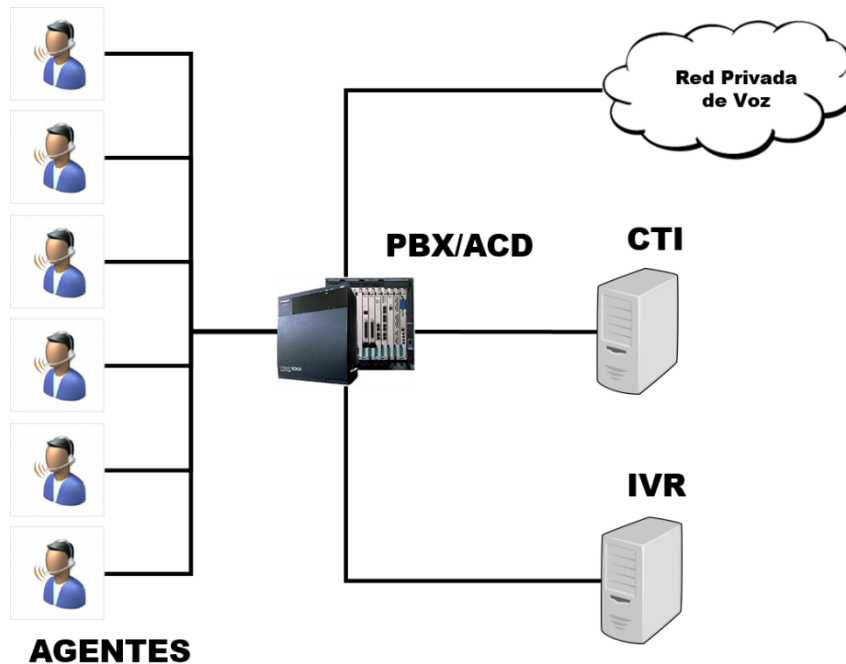 Red Privada
de Voz
PBX/ACD
CTI
IVR
AGENTES